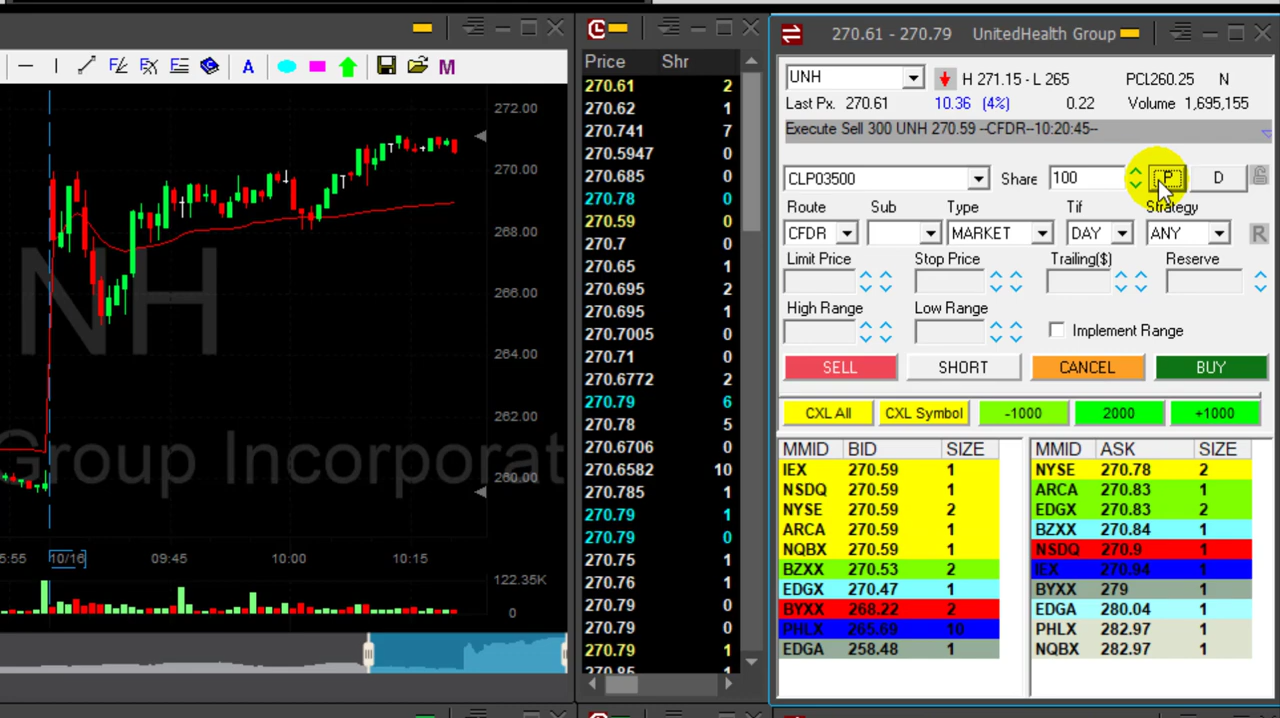 A
M
272.00
270.00
268.00
266.00
264.00
262.00
260.00
NH
Group Incorporat
5:55
10/16
09:45
10:00
10:15
122.35K
0
Price Shr
270.61 2
270.62 1
270.741 7
270.5947 1
270.685 1
270.78 0
270.59 0
270.7 0
270.65 1
270.695 2
270.695 1
270.7005 0
270.71 0
270.6772 2
270.79 6
270.78 5
270.6706 0
270.6582 10
270.785 1
270.79 1
270.79 0
270.75 1
270.76 1
270.79 0
270.79 0
270.79 1
270.85 1
270.61 - 270.79 UnitedHealth Group
UNH H 271.15 - L 265 PCL260.25 N
Last Px. 270.61 10.36 (4%) 0.22 Volume 1,695,155
Execute Sell 300 UNH 270.59 --CFDR--10:20:45--
CLP03500 Share 100 P D
Route Sub Type Tif Strategy
CFDR MARKET DAY ANY R
Limit Price Stop Price Trailing($) Reserve
High Range Low Range
Implement Range
SELL SHORT CANCEL BUY
CXL All CXL Symbol -1000 2000 +1000
MMID BID SIZE
IEX 270.59 1
NSDQ 270.59 1
NYSE 270.59 2
ARCA 270.59 1
NQBX 270.59 1
BZXX 270.53 2
EDGX 270.47 1
BYXX 268.22 2
PHLX 265.69 10
EDGA 258.48 1
MMID ASK SIZE
NYSE 270.78 2
ARCA 270.83 1
EDGX 270.83 2
BZXX 270.84 1
NSDQ 270.9 1
IEX 270.94 1
BYXX 279 1
EDGA 280.04 1
PHLX 282.97 1
NQBX 282.97 1